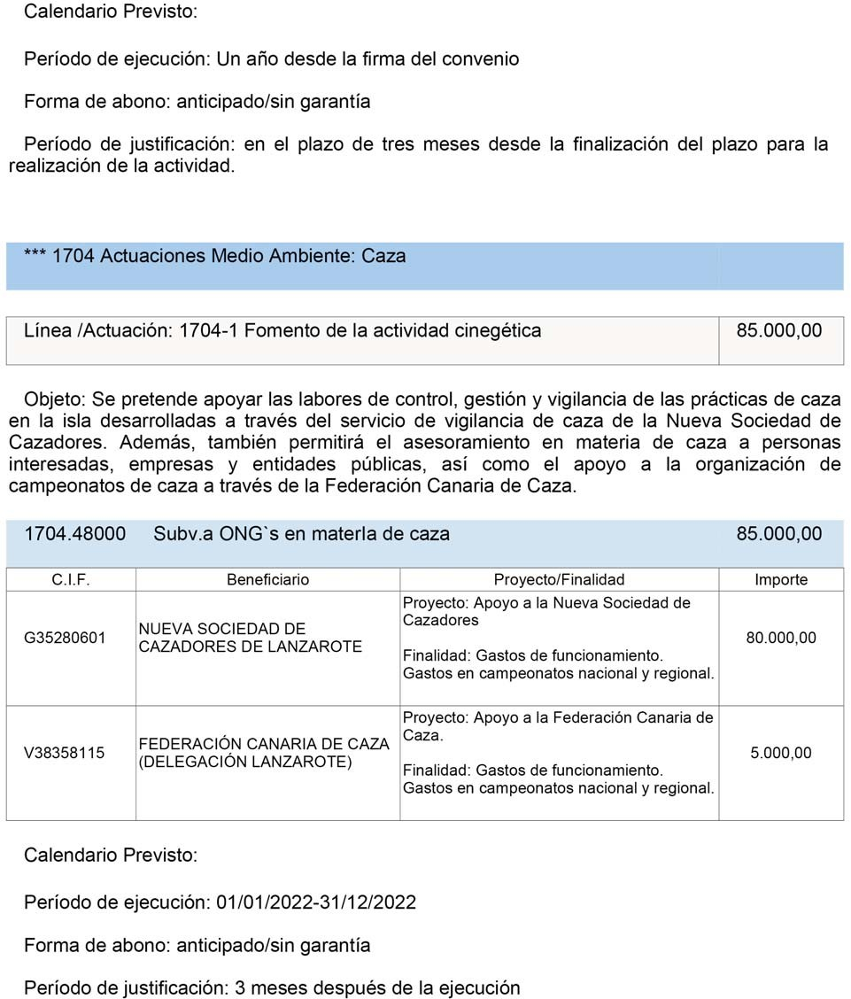 Calendario Previsto:
Período de ejecución: Un año desde la firma del convenio
Forma de abono: anticipado/sin garantía
Período de justificación: en el plazo de tres meses desde la finalización del plazo para la
realización de la actividad.
*** 1704 Actuaciones Medio Ambiente: Caza
Línea /Actuación: 1704-1 Fomento de la actividad cinegética 85.000,00
Objeto: Se pretende apoyar las labores de control, gestión y vigilancia de las prácticas de caza
en la isla desarrolladas a través del servicio de vigilancia de caza de la Nueva Sociedad de
Cazadores. Además, también permitirá el asesoramiento en materia de caza a personas
interesadas, empresas y entidades públicas, así como el apoyo a la organización de
campeonatos de caza a través de la Federación Canaria de Caza.
1704.48000 Subv.a ONG`s en materIa de caza 85.000,00
C.I.F. Beneficiario Proyecto/Finalidad Importe
G35280601
NUEVA SOCIEDAD DE
CAZADORES DE LANZAROTE
Proyecto: Apoyo a la Nueva Sociedad de
Cazadores
Finalidad: Gastos de funcionamiento.
Gastos en campeonatos nacional y regional.
80.000,00
V38358115
FEDERACIÓN CANARIA DE CAZA
(DELEGACIÓN LANZAROTE)
Proyecto: Apoyo a la Federación Canaria de
Caza.
Finalidad: Gastos de funcionamiento.
Gastos en campeonatos nacional y regional.
5.000,00
Calendario Previsto:
Período de ejecución: 01/01/2022-31/12/2022
Forma de abono: anticipado/sin garantía
Período de justificación: 3 meses después de la ejecución